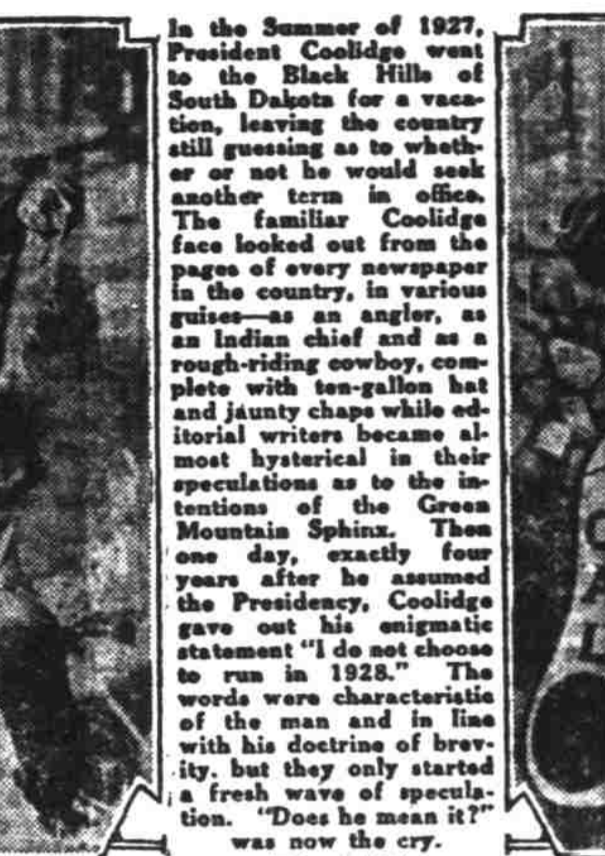 In the Summer of 1927,
President Coolidge went
to the Black Hills of
South Dakota for a vaca-
tion, leaving the country
still guessing as to wheth-
er or not he would seek
another term in office.
The familiar Coolidge
face looked out from the
pages of every newspaper
in the country, in various
guises—as an angler, as
an Indian chief and as a
rough-riding cowboy, com-
plete with ten-gallon hat
and jaunty chaps while ed-
itorial writers became al-
most hysterical in their
speculations as to the in-
tentions of the Green
Mountain Sphinx. Then
one day, exactly four
years after he assumed
the Presidency, Coolidge
gave out his enigmatic
statement "I do not choose
to run in 1928." The
words were characteristic
of the man and in line
with his doctrine of brev-
ity. but they only started
a fresh wave of specula-
tion. "Does he mean it?"
was now the cry.